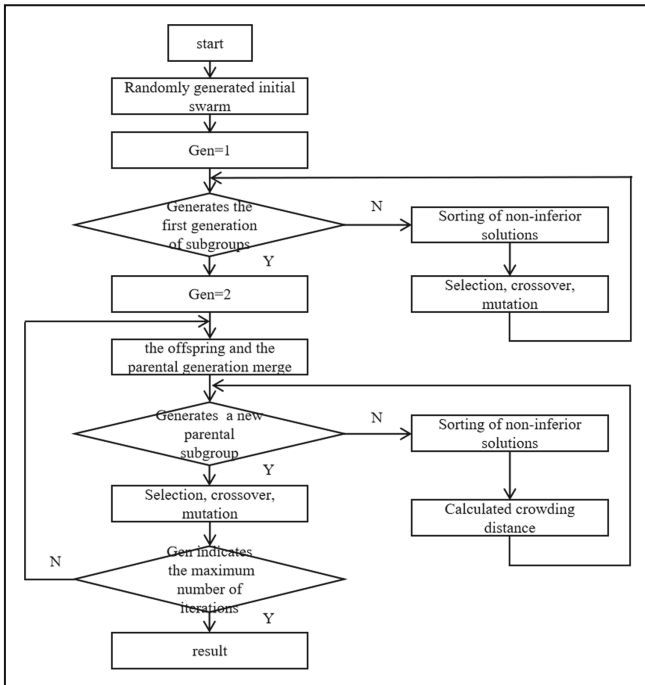 start
Randomly generated initial
swarm
Gen=1
Generates the
first generation
of subgroups
N
Sorting of non-inferior
solutions
Y
Selection, crossover,
mutation
Gen=2
the offspring and the
parental generation merge
Generates a new
parental
subgroup
N
Sorting of non-inferior
solutions
Y
Selection, crossover,
mutation
Calculated crowding
distance
Gen indicates
the maximum
number of
iterations
N
Y
result